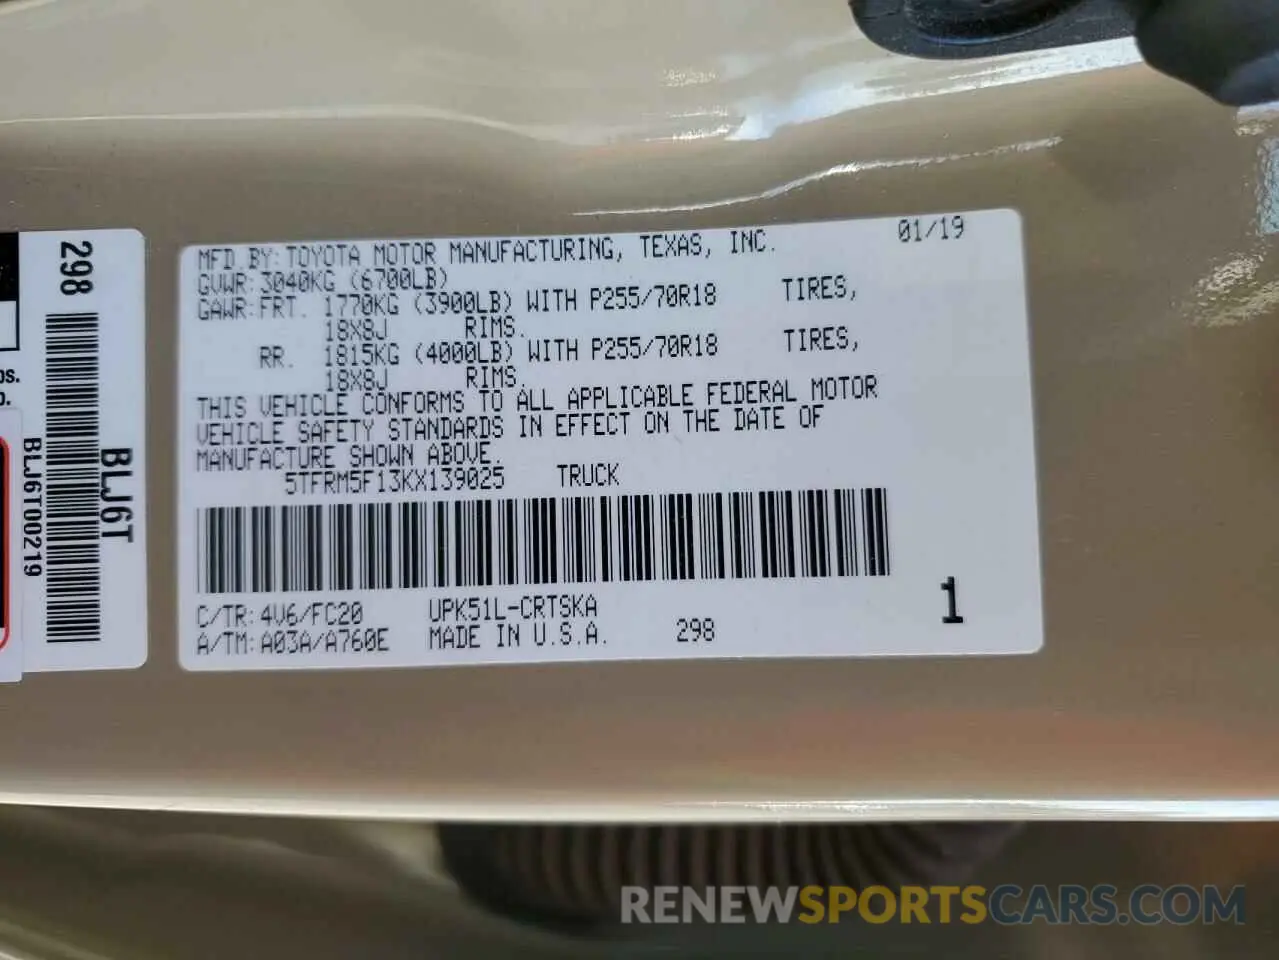 MFD.BY: TOYOTA MOTOR MANUFACTURING, TEXAS, INC. 01/19
GVWR: 3040KG (6700LB)
GAWR: FRT. 1770KG (3900LB) WITH P255/70R18 TIRES,
18X8J RIMS.
RR. 1815KG (4000LB) WITH P255/70R18 TIRES,
18X8J RIMS.
THIS VEHICLE CONFORMS TO ALL APPLICABLE FEDERAL MOTOR
VEHICLE SAFETY STANDARDS IN EFFECT ON THE DATE OF
MANUFACTURE SHOWN ABOVE.
5TFRM5F13KX139025 TRUCK
C/TR: 4V6/FC20 UPK51L-CRTSKA
A/TM: A03A/A760E MADE IN U.S.A. 298
1
298
BLJ6T
BLJ6T00219
RENEWSPORTSCARS.COM